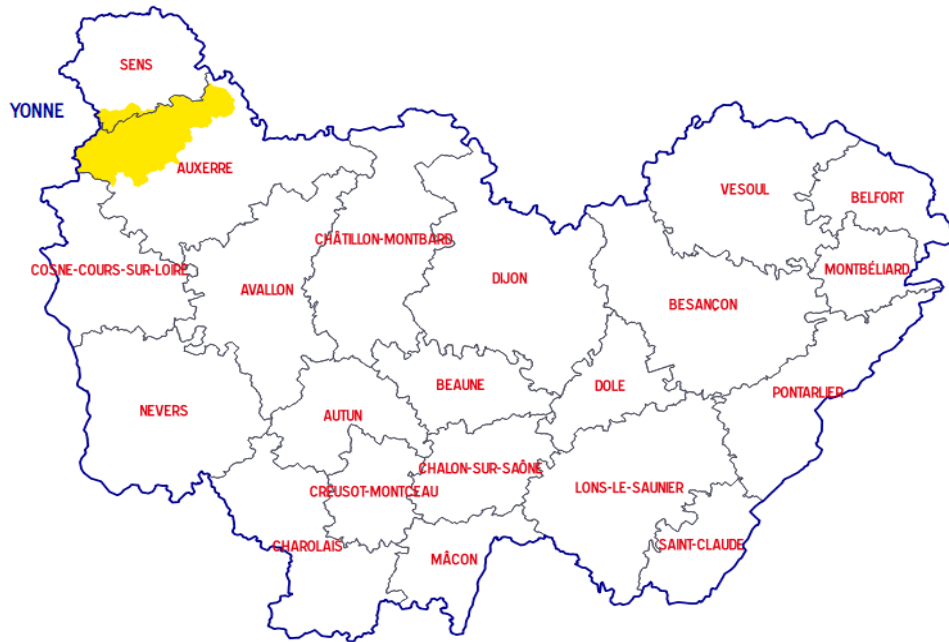 SENS
YONNE
AUXERRE
VESOUL
BELFORT
CHÂTILLON-MONTBARD
COSNE-COURS-SUR-LOIRE
MONTBÉLIARD
DIJON
AVALLON
BESANÇON
BEAUNE
DOLE
PONTARLIER
NEVERS
AUTUN
CHALON-SUR-SAÔNE
CREUSOT-MONTCEAU
LONS-LE-SAUNIER
SAINT-CLAUDE
CHAROLAIS
MÂCON